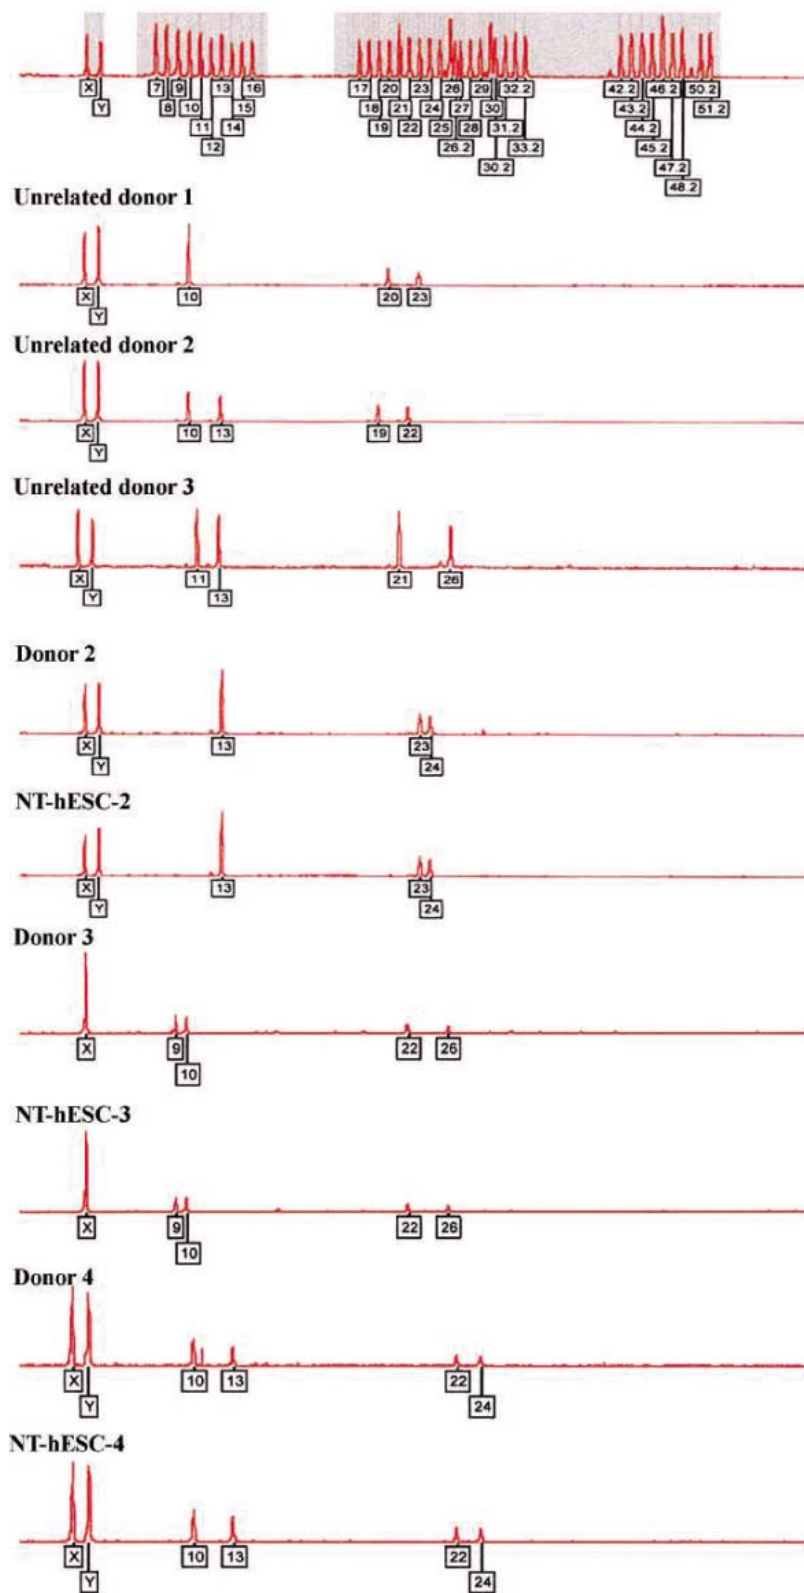 X 7 9 13 16 17 20 23 26 29 32.2 42.2 46.2 50.2
Y 8 10 15 18 21 24 27 30 31.2 43.2 51.2
11 14 19 22 25 28 44.2
12 26.2 33.2 45.2
30.2 47.2
48.2
Unrelated donor 1
X 10 20 23
Y
Unrelated donor 2
X 10 13 19 22
Y
Unrelated donor 3
X 11 21 26
Y 13
Donor 2
X 13 23
Y 24
NT-hESC-2
X 13 23
Y 24
Donor 3
X 9 22 26
10
NT-hESC-3
X 9 22 26
10
Donor 4
X 10 13 22
Y 24
NT-hESC-4
X 10 13 22
Y 24